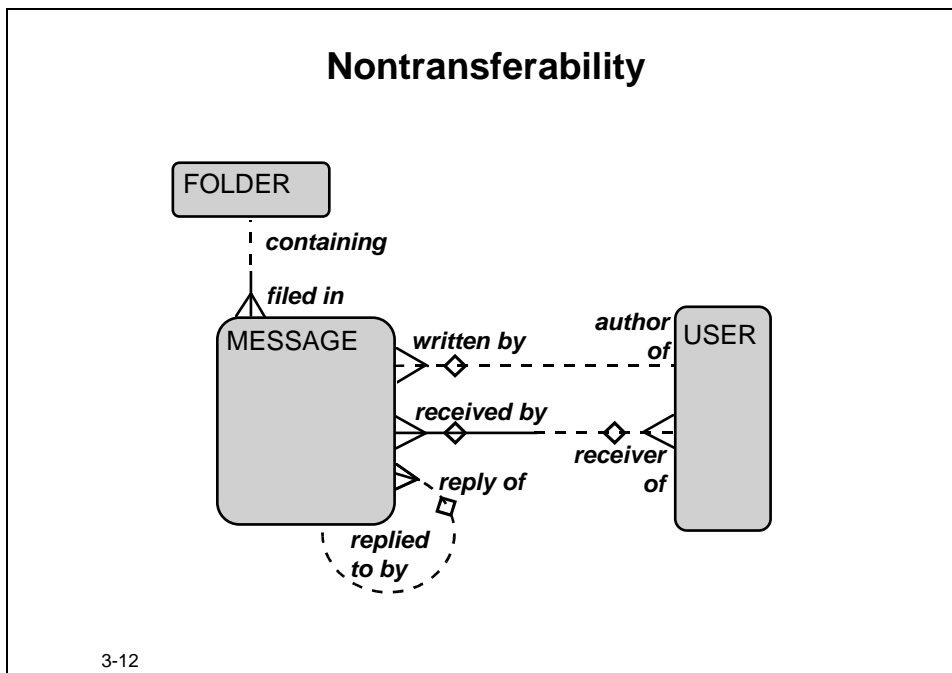 Nontransferability
FOLDER
containing
filed in
MESSAGE
written by
author
of
USER
received by
receiver
of
reply of
replied
to by
3-12